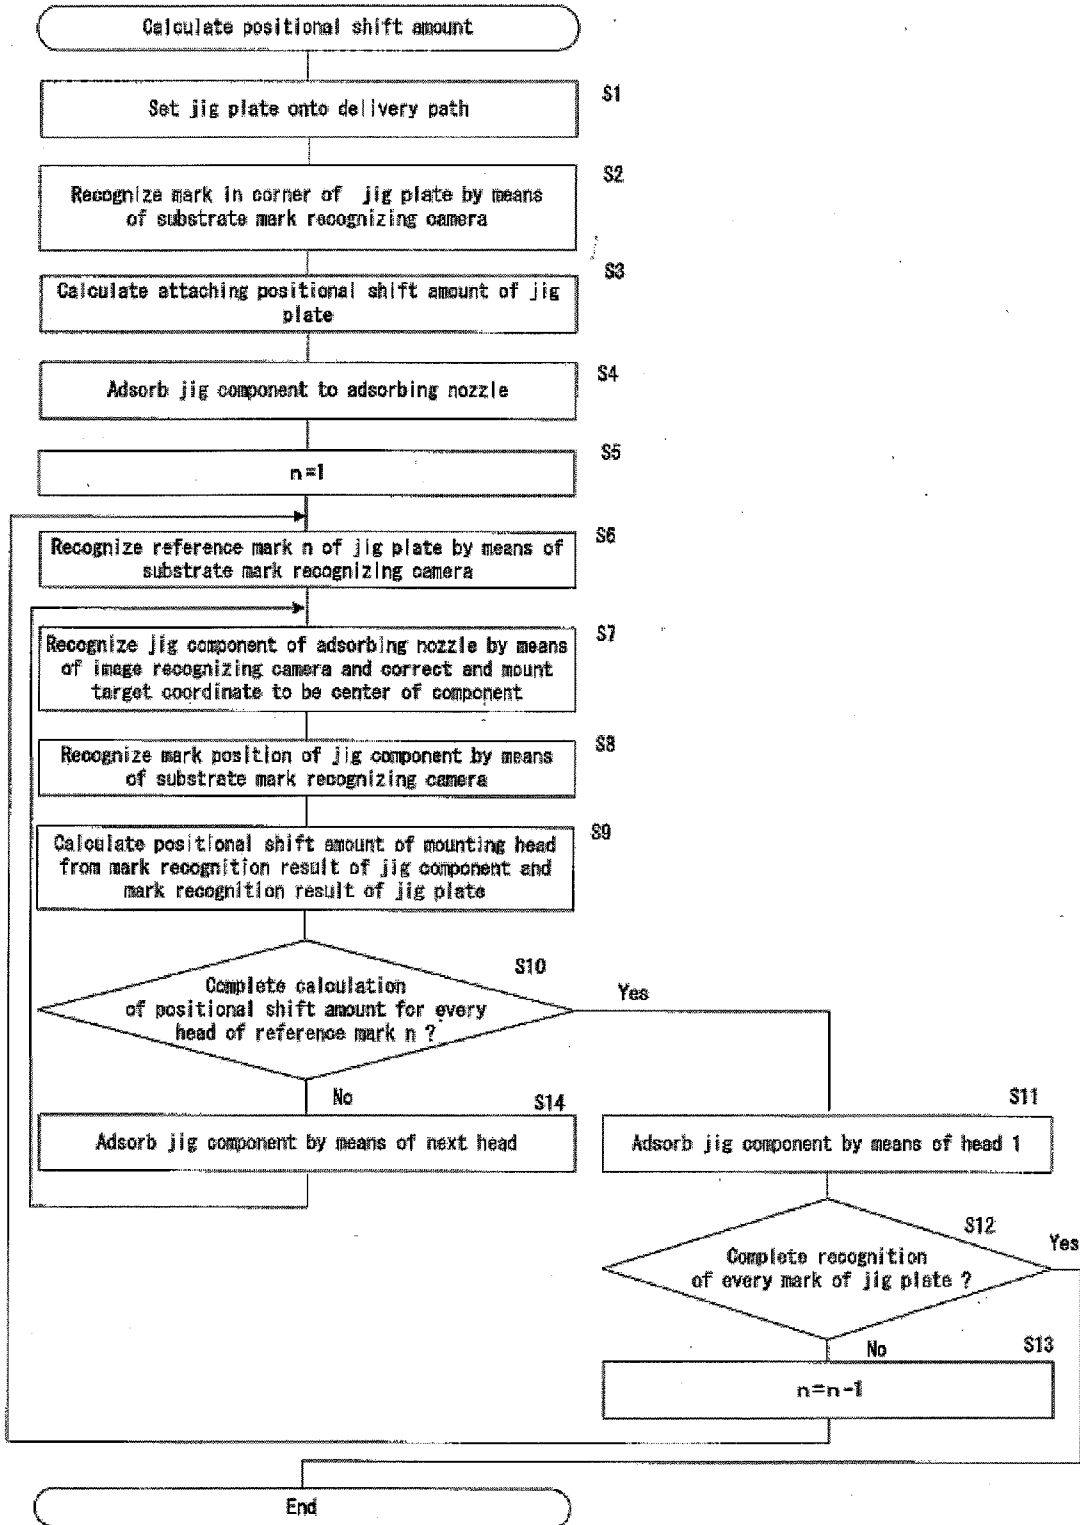 Calculate positional shift amount
S1
Set jig plate onto delivery path
S2
Recognize mark in corner of jig plate by means
of substrate mark recognizing camera
S3
Calculate attaching positional shift amount of jig
plate
S4
Adsorb jig component to adsorbing nozzle
S5
n=1
S6
Recognize reference mark n of jig plate by means of
substrate mark recognizing camera
S7
Recognize jig component of adsorbing nozzle by means
of image recognizing camera and correct and mount
target coordinate to be center of component
S8
Recognize mark position of jig component by means
of substrate mark recognizing camera
S9
Calculate positional shift amount of mounting head
from mark recognition result of jig component and
mark recognition result of jig plate
S10
Complete calculation
of positional shift amount for every
head of reference mark n ?
Yes
No
S14
Adsorb jig component by means of next head
S11
Adsorb jig component by means of head 1
S12
Complete recognition
of every mark of jig plate ?
Yes
No
S13
n=n-1
End